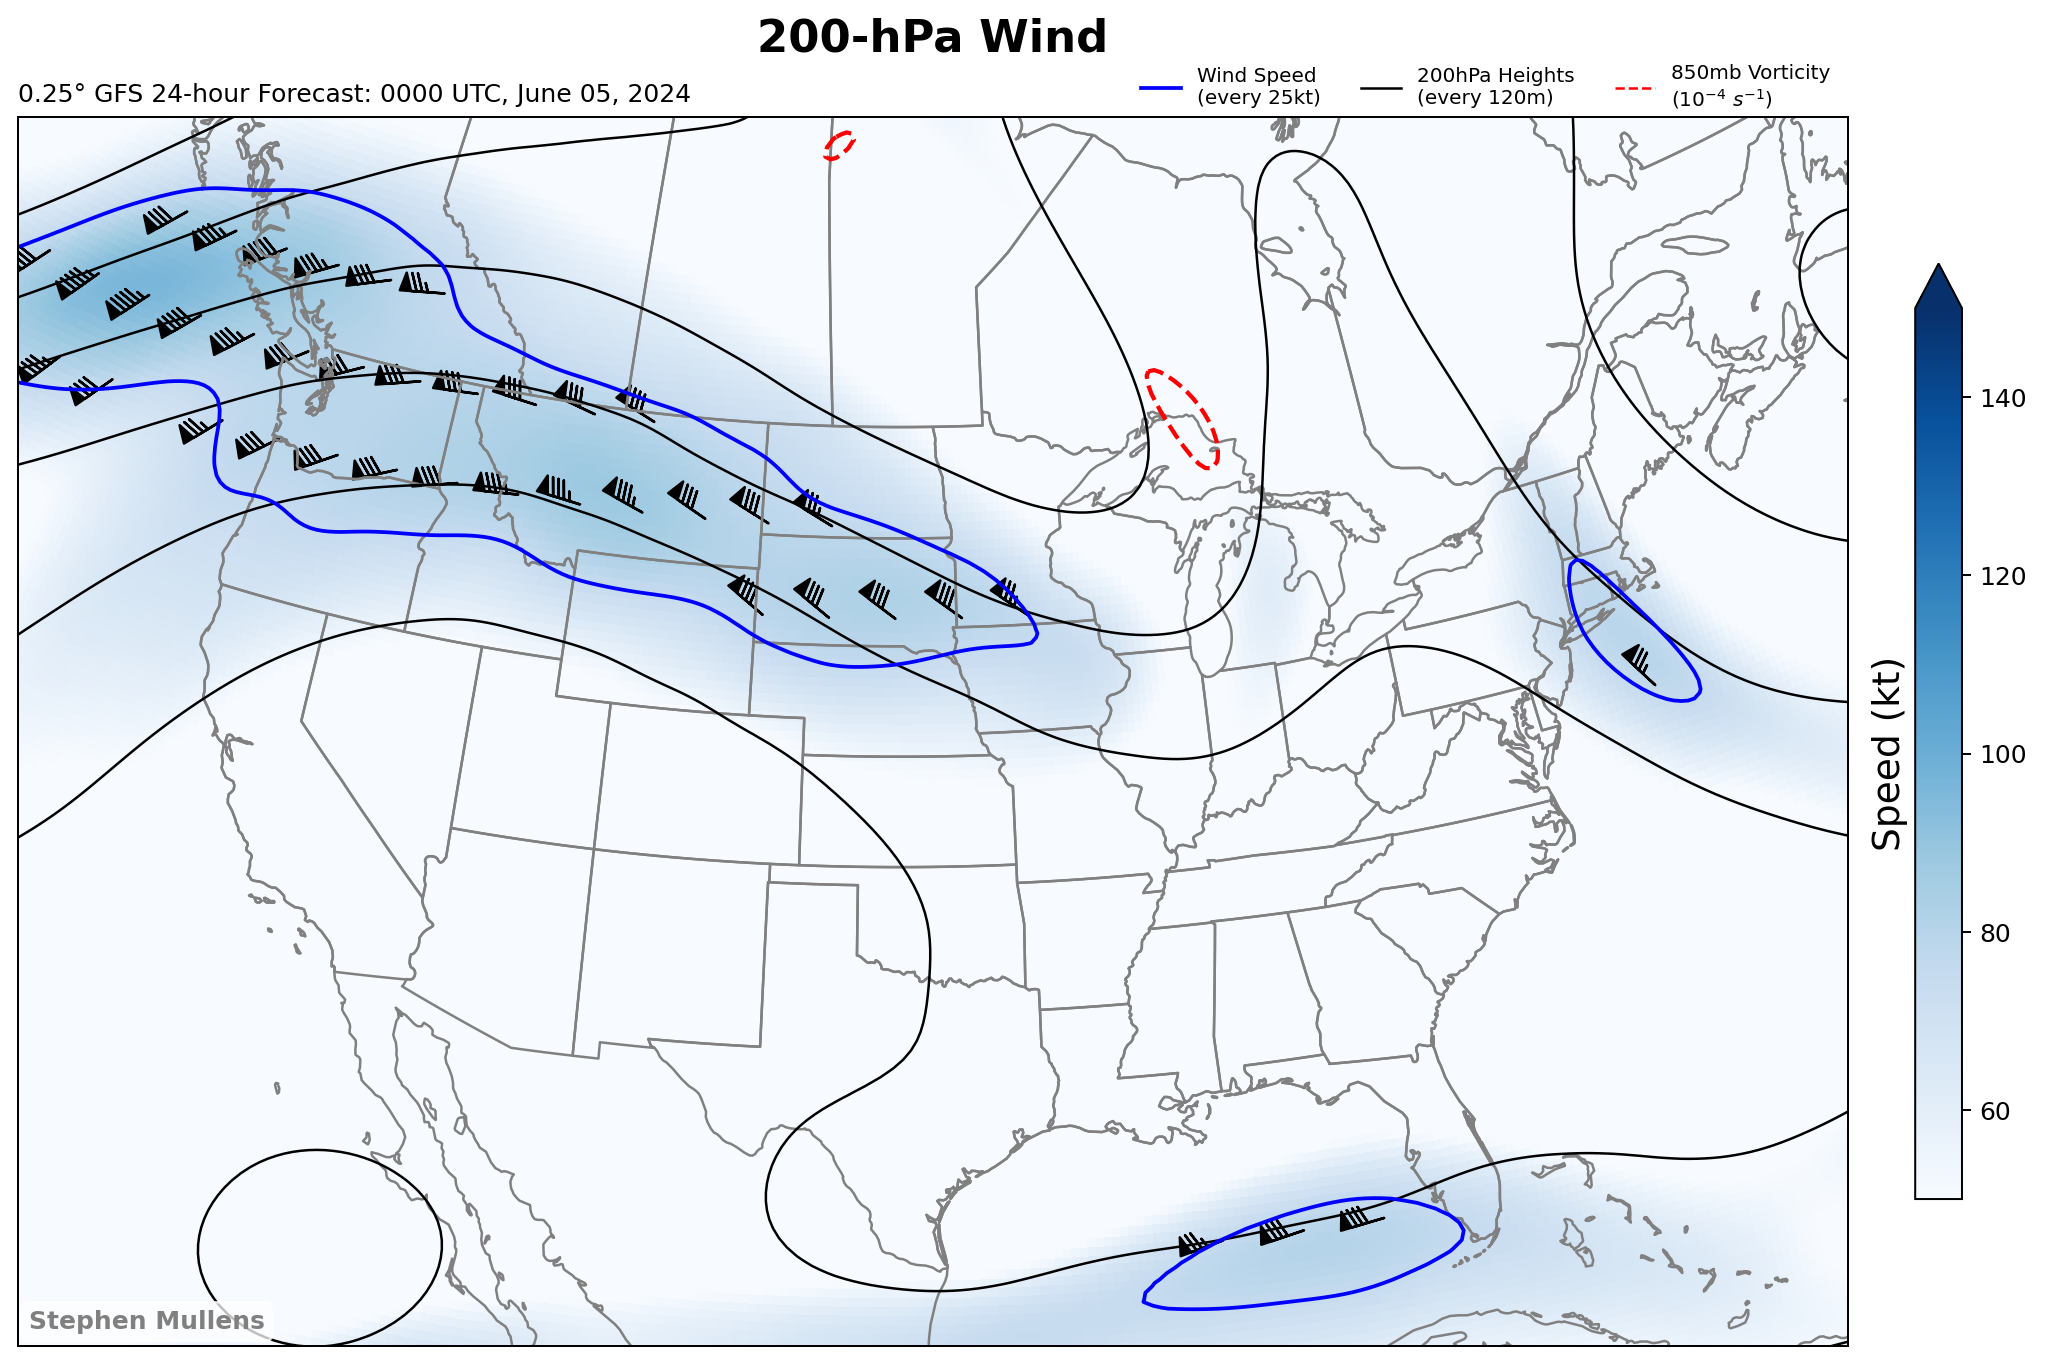 200-hPa Wind
0.25° GFS 24-hour Forecast: 0000 UTC, June 05, 2024
Wind Speed
(every 25kt)
200hPa Heights
(every 120m)
850mb Vorticity
(10⁻⁴ s⁻¹)
140
120
100
80
60
Speed (kt)
Stephen Mullens